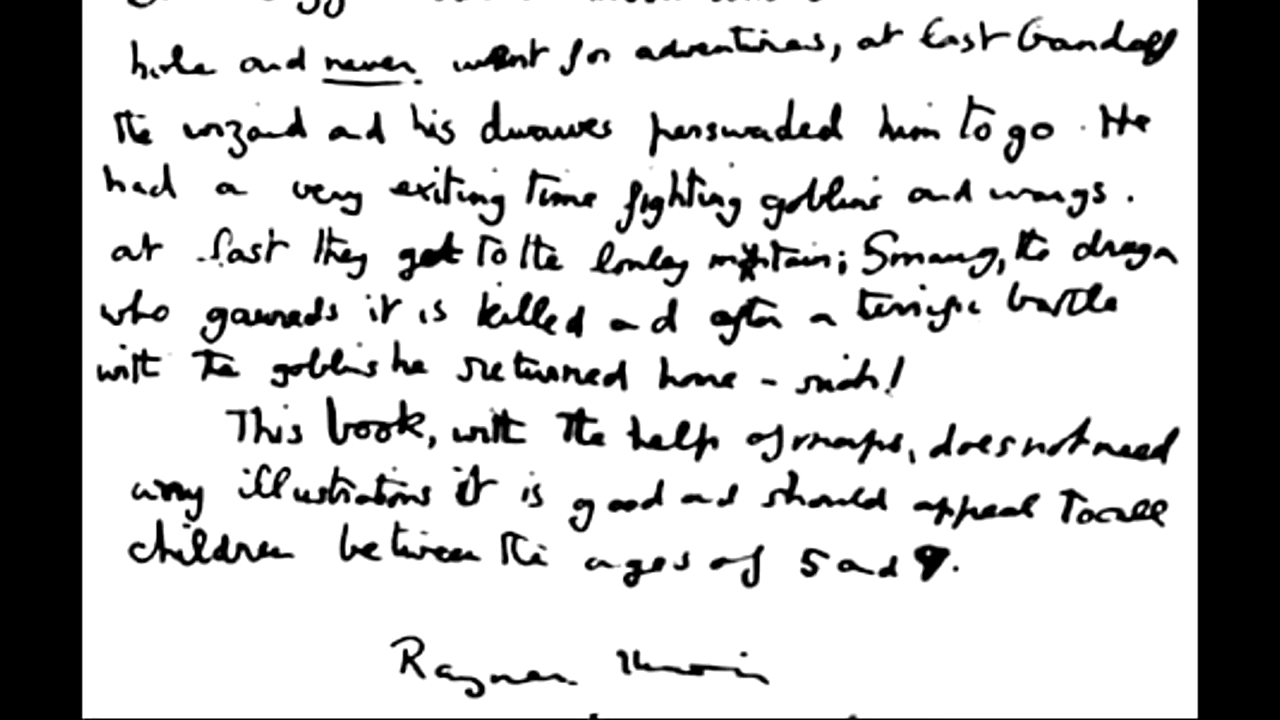 hole and never went for adventures, at last Gandalf
the wizard and his dwarves perswaded him to go. He
had a very exiting time fighting goblins and wargs.
at last they got to the lonley mountain; Smaug, the dragon
who gawreds it is killed and after a terrific battle
with the goblins he returned home - rich!
This book, with the help of maps, does not need
any illustrations it is good and should appeal to all
children between the ages of 5 and 9.
Rayner Unwin